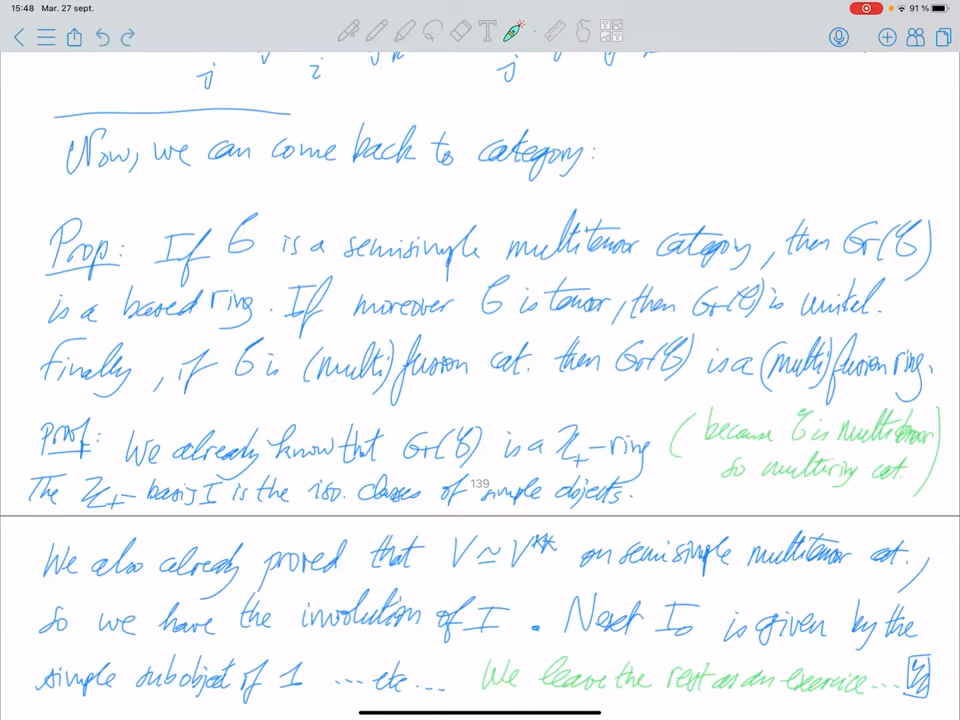 15:48 Mar. 27 sept.
91 %
Now, we can come back to category:
Prop: If C is a semisimple multitensor category, then Gr(C)
is a based ring. If moreover C is tensor, then Gr(C) is unital.
Finally, if C is (multi)fusion cat. then Gr(C) is a (multi)fusion ring.
Proof: We already know that Gr(C) is a Z+-ring (because C is multitensor
so multiring cat.)
The Z+-basis I is the iso. classes of simple objects.
139
We also already proved that V ≃ V** on semisimple multitensor cat.,
so we have the involution of I. Next I0 is given by the
simple subobject of 1 ... etc... We leave the rest as an exercise...